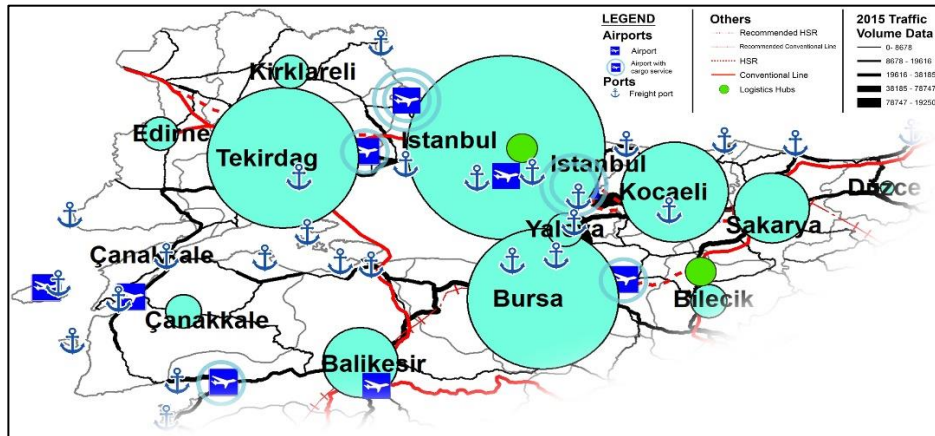 LEGEND
Airports
Airport
Airport with
cargo service
Ports
Freight port
Others
Recommended HSR
Recommended Conventional Line
HSR
Conventional Line
Logistics Hubs
2015 Traffic
Volume Data
0- 8678
8678 - 19616
19616 - 38185
38185 - 78747
78747 - 19250
Kirklareli
Edirne
Tekirdag
Istanbul
Istanbul
Kocaeli
Düzce
Sakarya
Çanakkale
Bursa
Bilecik
Çanakkale
Balikesir